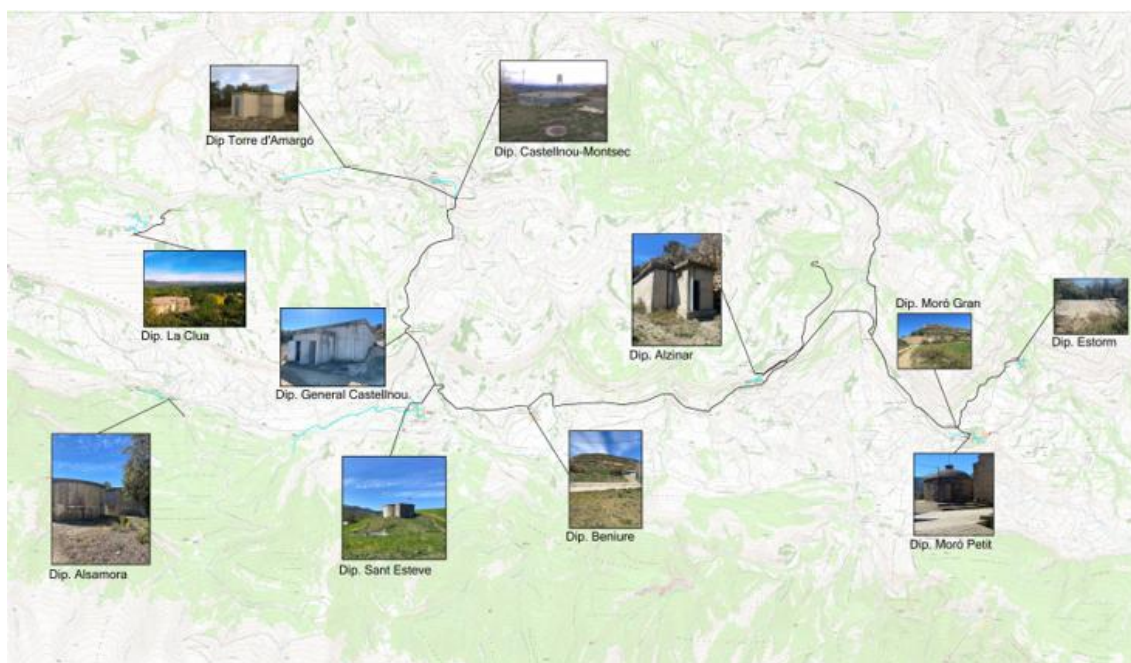 Dip Torre d'Amargó
Dip. Castellnou-Montsec
Dip. La Clua
Dip. General Castellnou.
Dip. Alzinar
Dip. Moró Gran
Dip. Estorm
Dip. Alsamora
Dip. Sant Esteve
Dip. Beniure
Dip. Moró Petit